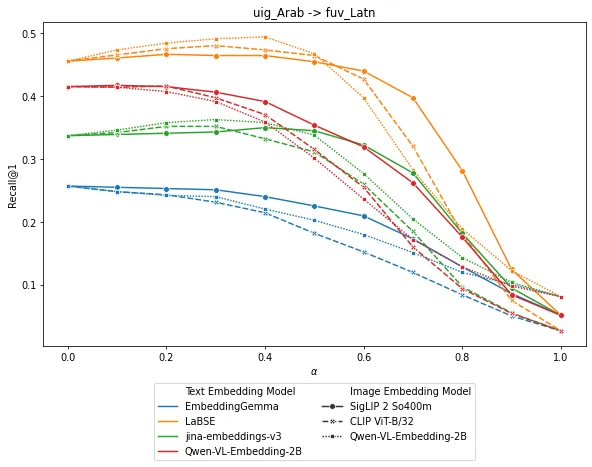 uig_Arab -> fuv_Latn
Recall@1
0.5
0.4
0.3
0.2
0.1
0.0 0.2 0.4 0.6 0.8 1.0
α
Text Embedding Model
EmbeddingGemma
LaBSE
jina-embeddings-v3
Qwen-VL-Embedding-2B
Image Embedding Model
SigLIP 2 So400m
CLIP ViT-B/32
Qwen-VL-Embedding-2B